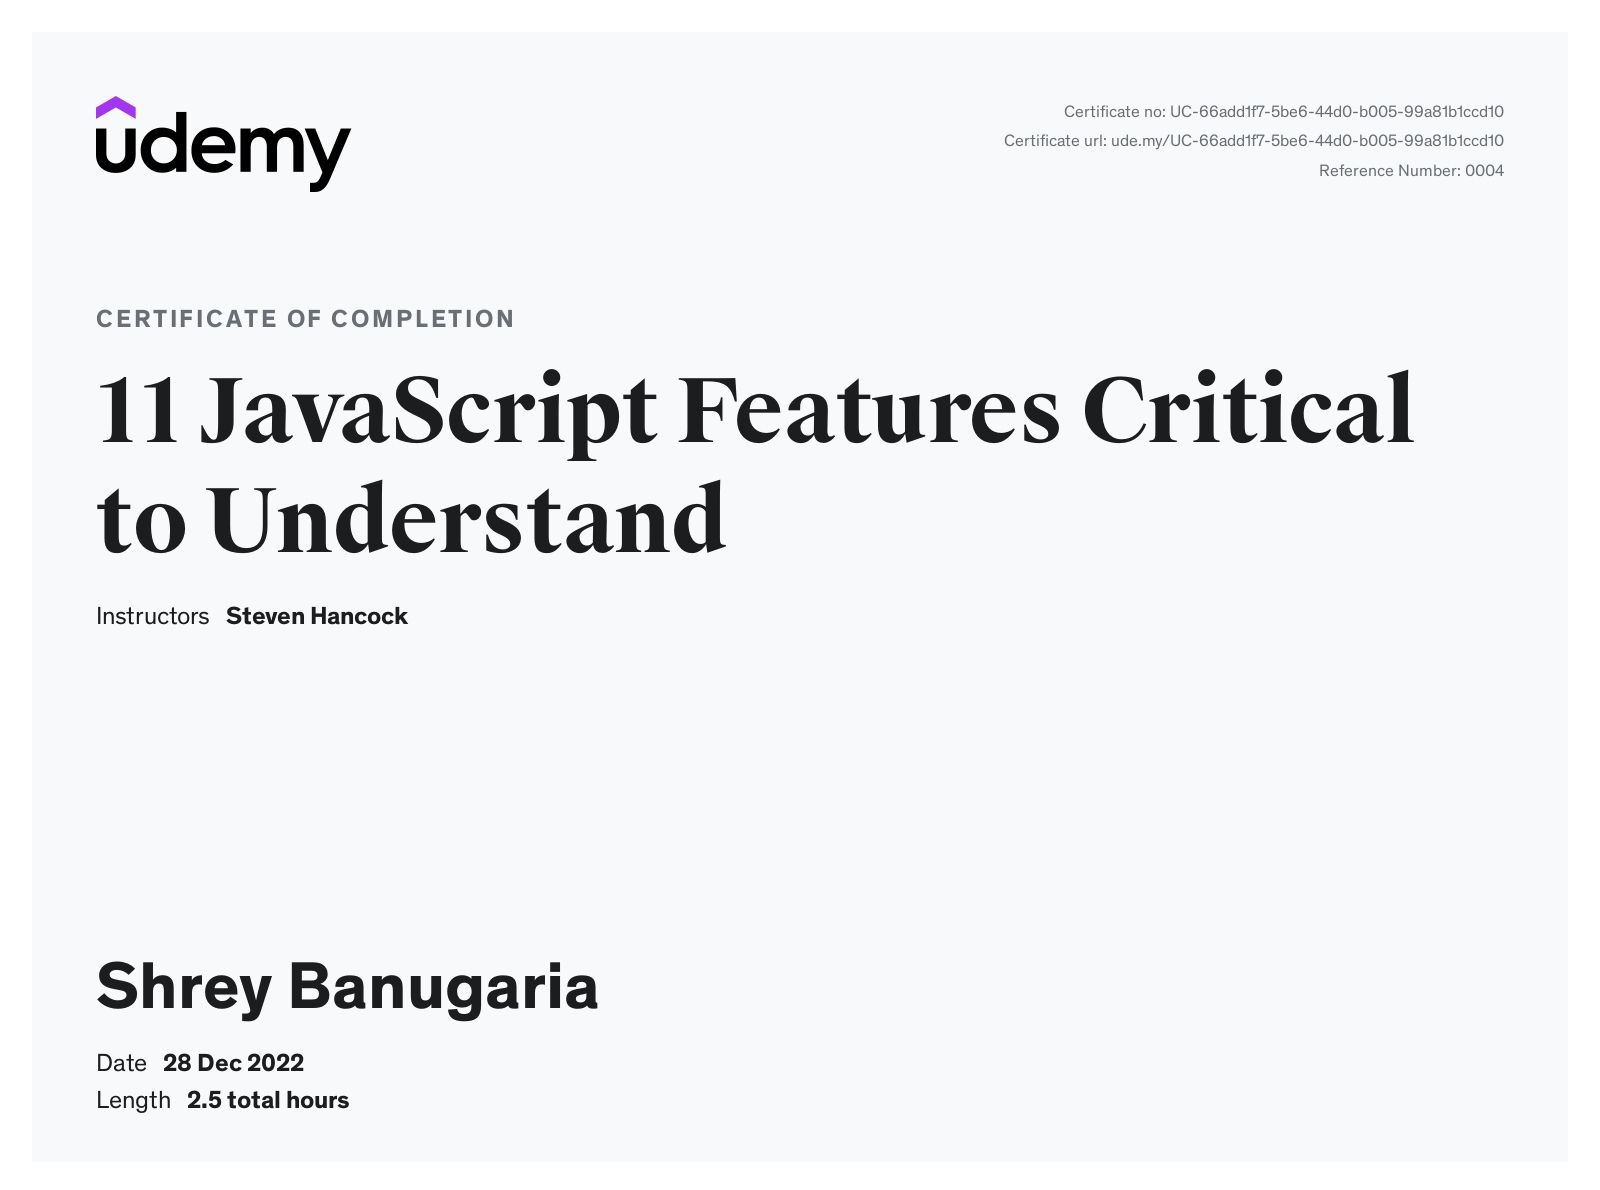 udemy
Certificate no: UC-66add1f7-5be6-44d0-b005-99a81b1ccd10
Certificate url: ude.my/UC-66add1f7-5be6-44d0-b005-99a81b1ccd10
Reference Number: 0004
CERTIFICATE OF COMPLETION
11 JavaScript Features Critical
to Understand
Instructors Steven Hancock
Shrey Banugaria
Date 28 Dec 2022
Length 2.5 total hours